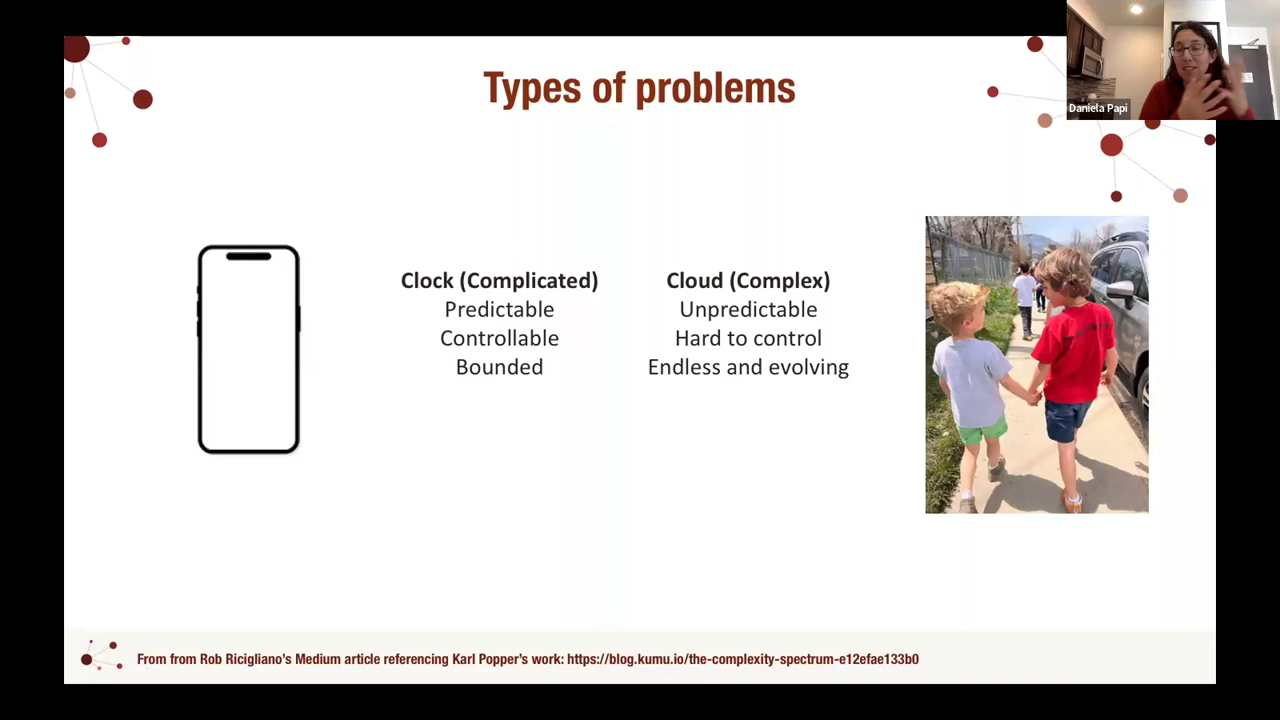 Types of problems
Daniela Papi
Clock (Complicated)
Predictable
Controllable
Bounded
Cloud (Complex)
Unpredictable
Hard to control
Endless and evolving
From from Rob Ricigliano's Medium article referencing Karl Popper's work: https://blog.kumu.io/the-complexity-spectrum-e12efae133b0